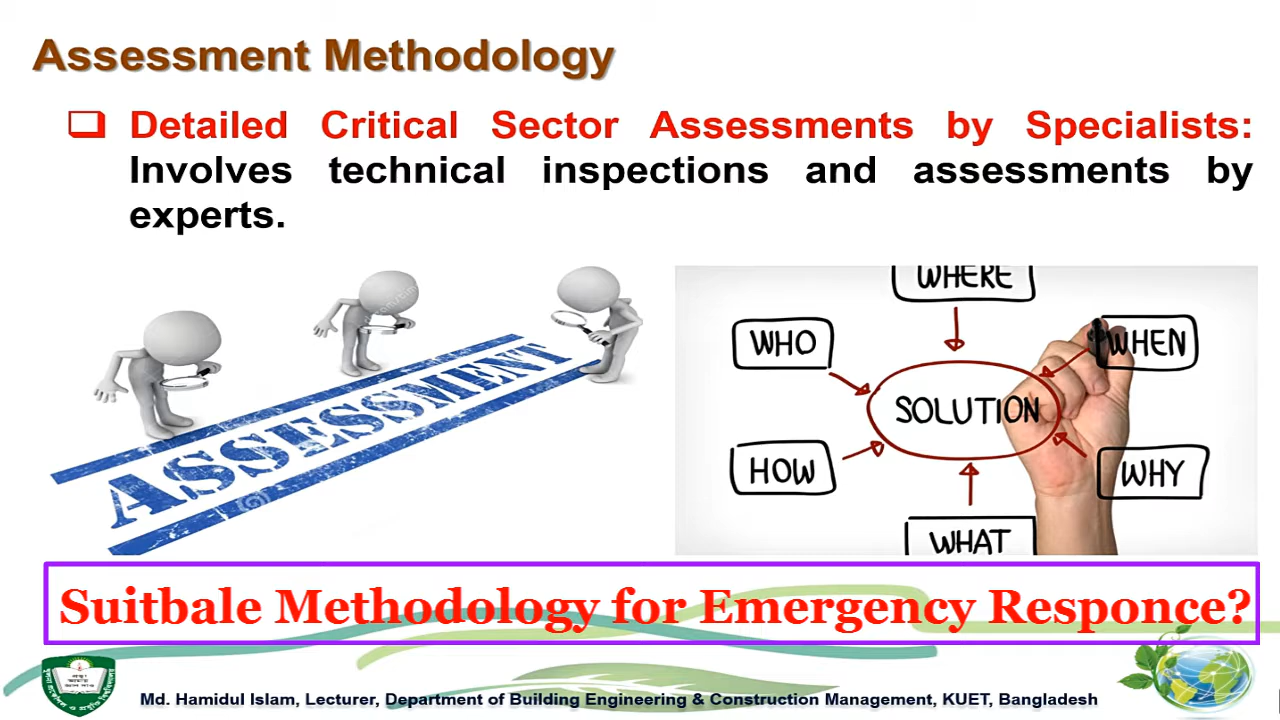 Assessment Methodology
Detailed Critical Sector Assessments by Specialists:
Involves technical inspections and assessments by
experts.
ASSESSMENT
WHERE
WHO
WHEN
SOLUTION
HOW
WHY
WHAT
Suitbale Methodology for Emergency Responce?
Md. Hamidul Islam, Lecturer, Department of Building Engineering & Construction Management, KUET, Bangladesh